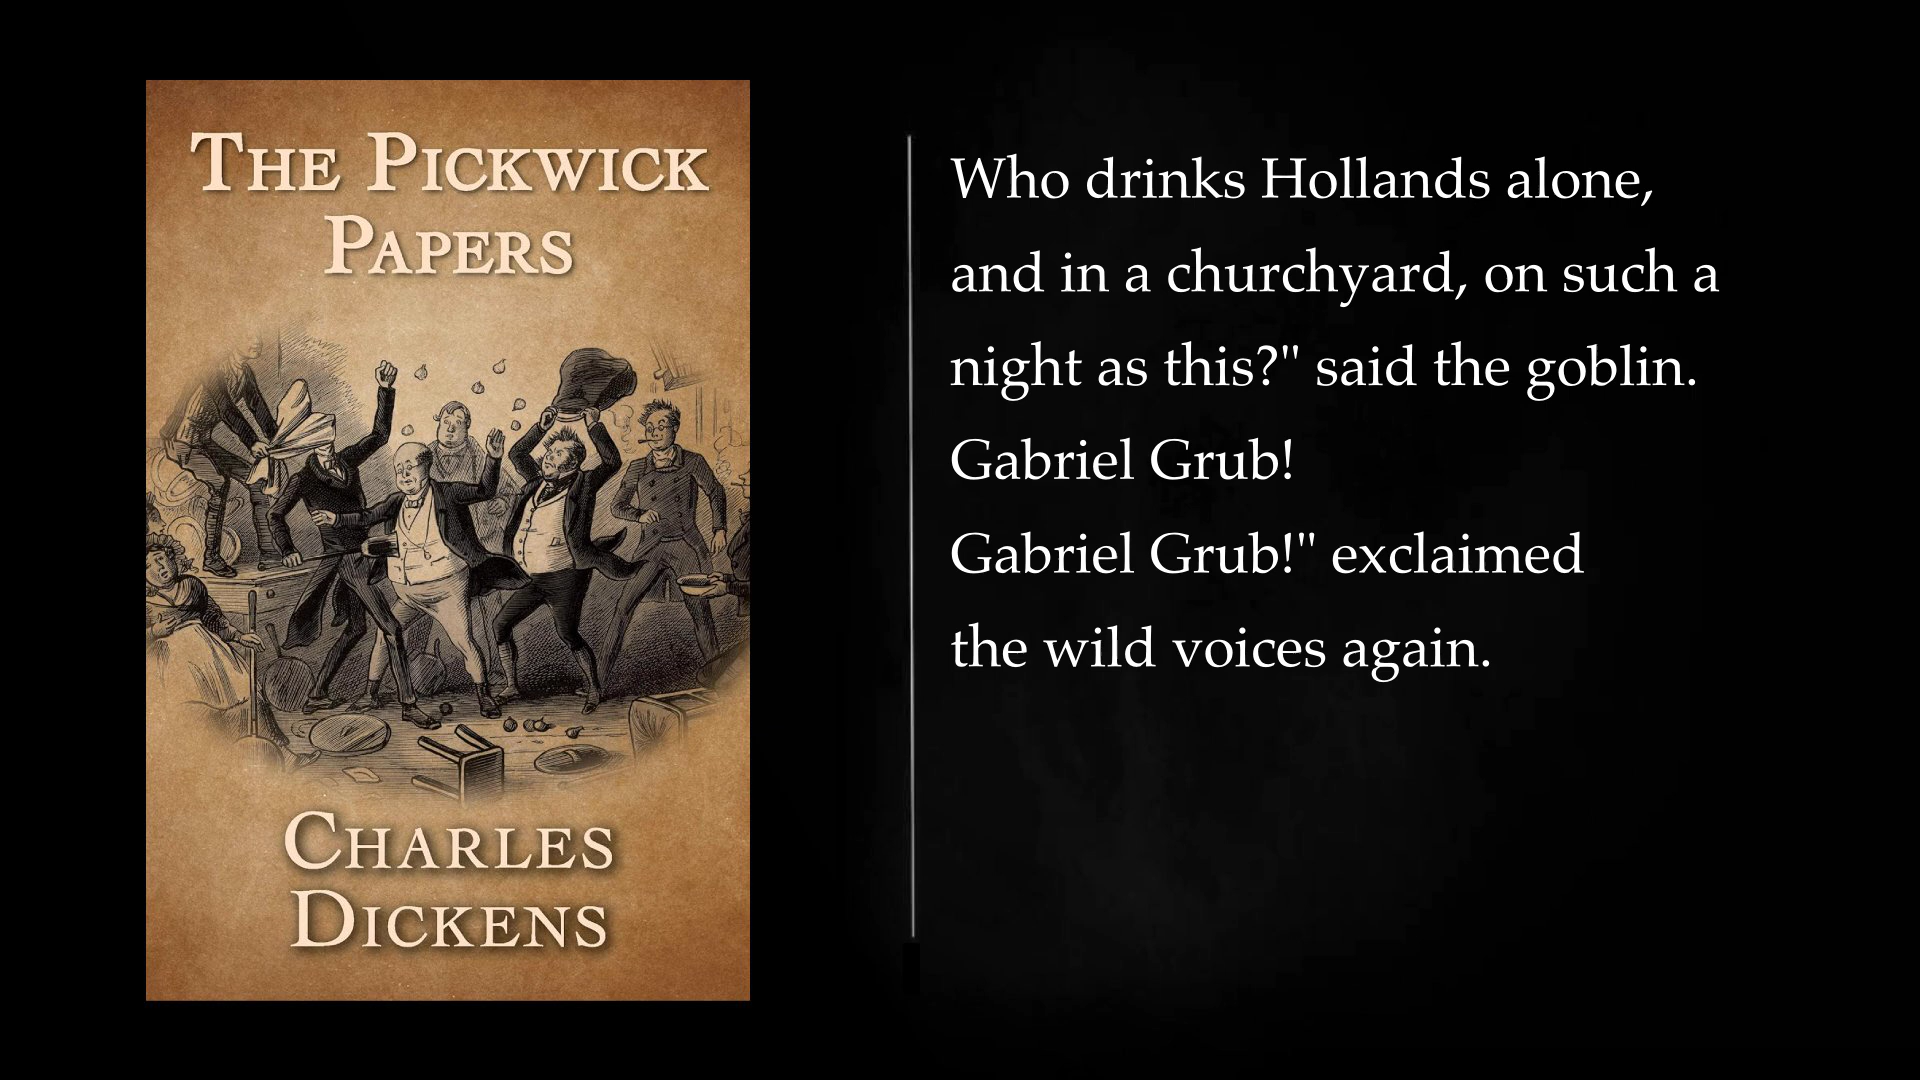 THE PICKWICK
PAPERS
CHARLES
DICKENS
Who drinks Hollands alone,
and in a churchyard, on such a
night as this?" said the goblin.
Gabriel Grub!
Gabriel Grub!" exclaimed
the wild voices again.